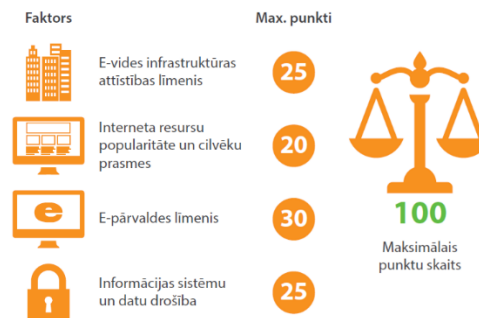 Faktors
Max. punkti
E-vides infrastruktūras
attīstības līmenis
25
Interneta resursu
popularitāte un cilvēku
prasmes
20
e
E-pārvaldes līmenis
30
Informācijas sistēmu
un datu drošība
25
100
Maksimālais
punktu skaits